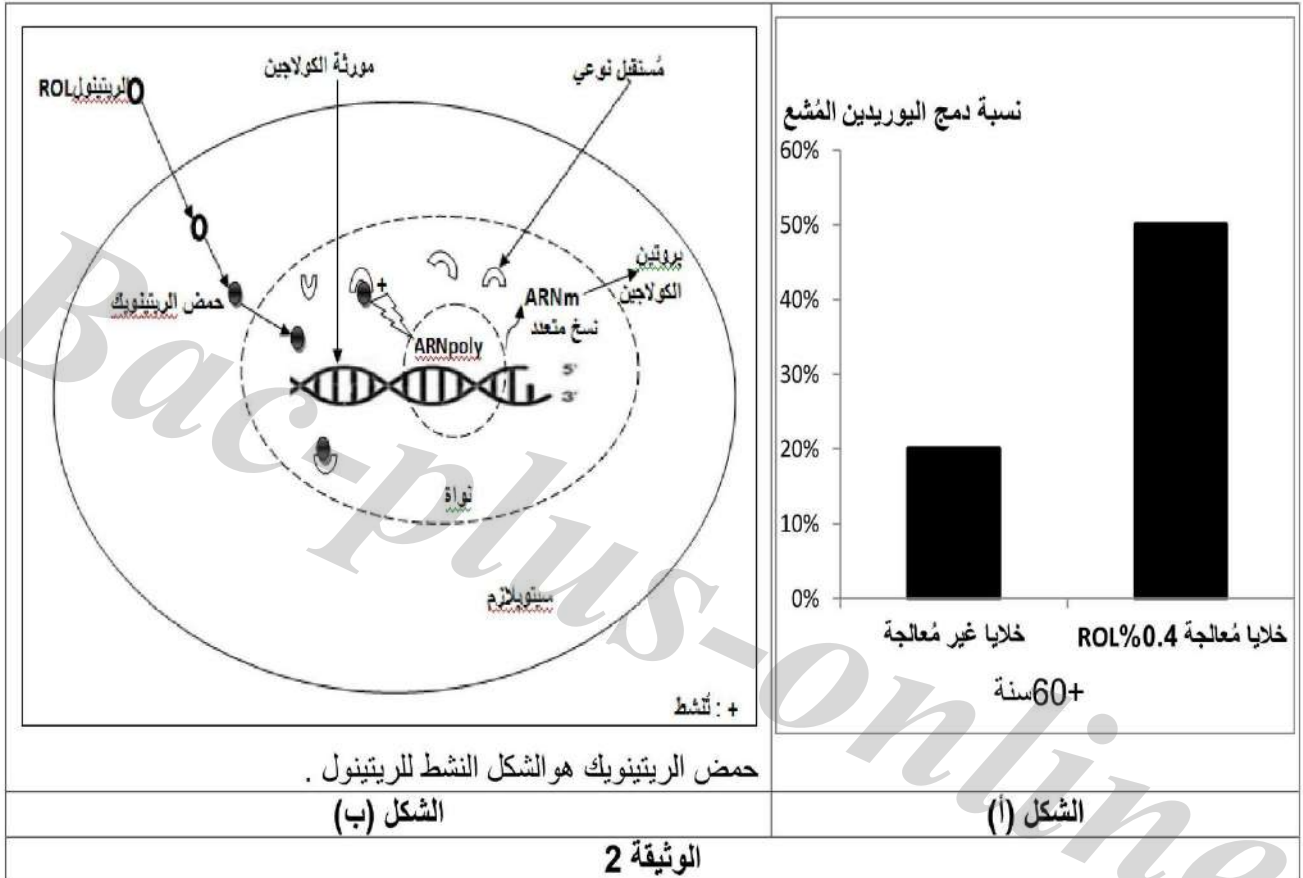 نسبة دمج اليوريدين المُشع
60%
50%
40%
30%
20%
10%
0%
خلايا غير مُعالجة
خلايا مُعالجة 0.4%ROL
+60سنة
الشكل (أ)
الريتينول ROL
مورثة الكولاجين
مُستقبل نوعي
بروتين
الكولاجين
ARNm
نسخ متعدد
حمض الريتينويك
+
ARNpoly
5'
3'
نواة
سيتوبلازم
+ : تُنشط
حمض الريتينويك هوالشكل النشط للريتينول .
الشكل (ب)
الوثيقة 2
Bac-plus-online